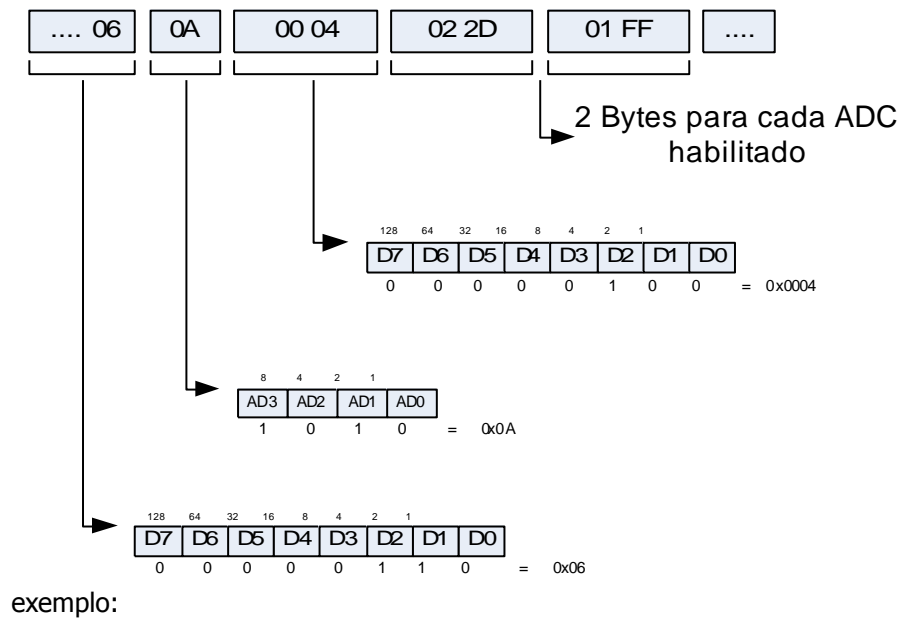 .... 06 0A 00 04 02 2D 01 FF ....
2 Bytes para cada ADC
habilitado
128 64 32 16 8 4 2 1
D7 D6 D5 D4 D3 D2 D1 D0
0 0 0 0 0 1 0 0 = 0x0004
8 4 2 1
AD3 AD2 AD1 AD0
1 0 1 0 = 0x0A
128 64 32 16 8 4 2 1
D7 D6 D5 D4 D3 D2 D1 D0
0 0 0 0 0 1 1 0 = 0x06
exemplo: